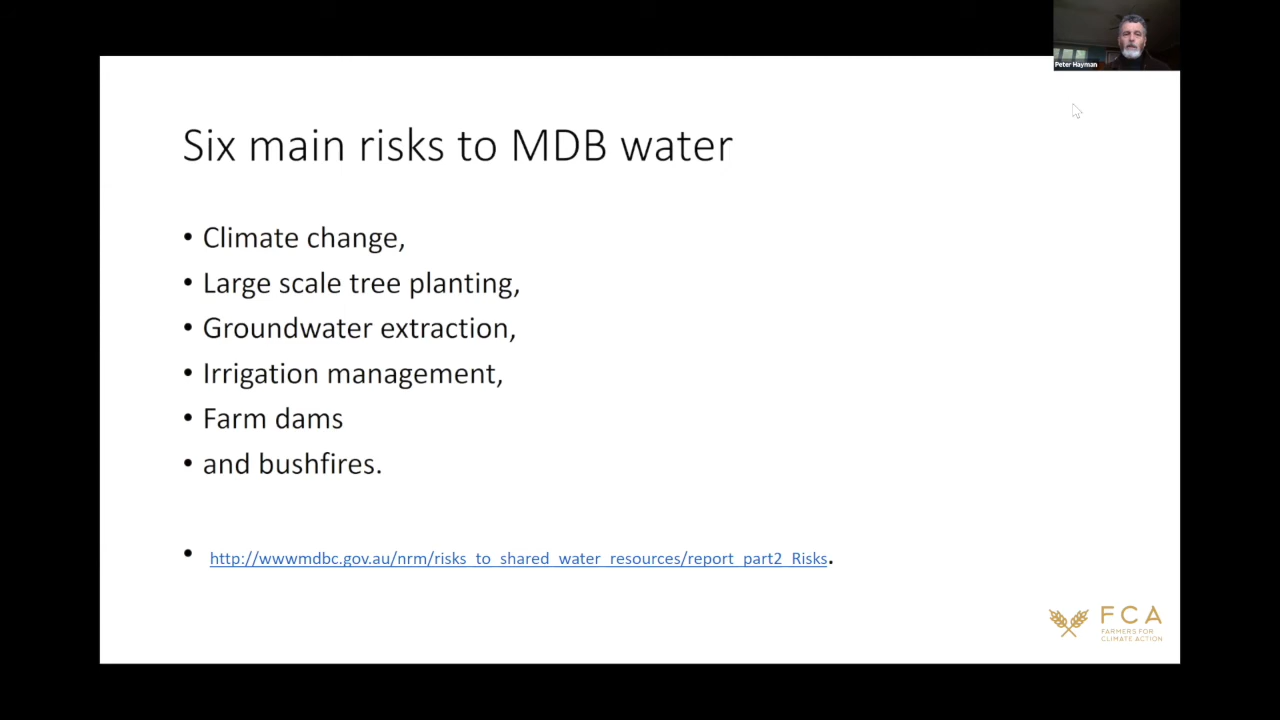 Peter Hayman
Six main risks to MDB water
• Climate change,
• Large scale tree planting,
• Groundwater extraction,
• Irrigation management,
• Farm dams
• and bushfires.
• http://wwwmdbc.gov.au/nrm/risks_to_shared_water_resources/report_part2_Risks.
FCA
FARMERS FOR
CLIMATE ACTION